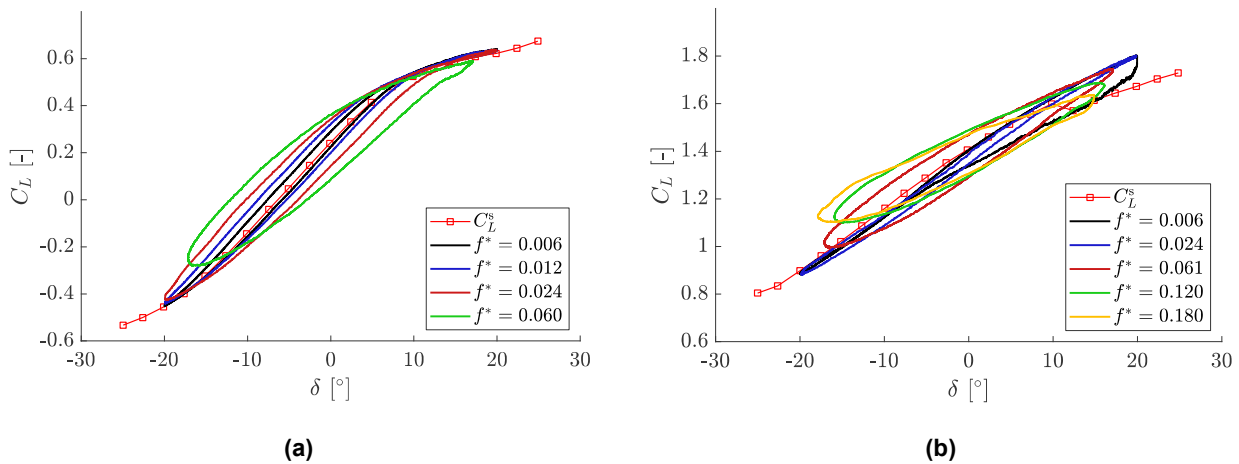 0.6
0.4
0.2
0
-0.2
-0.4
-0.6
-30 -20 -10 0 10 20 30
C_L [-]
δ [°]
C_L^s
f* = 0.006
f* = 0.012
f* = 0.024
f* = 0.060
(a)
1.8
1.6
1.4
1.2
1
0.8
0.6
-30 -20 -10 0 10 20 30
C_L [-]
δ [°]
C_L^s
f* = 0.006
f* = 0.024
f* = 0.061
f* = 0.120
f* = 0.180
(b)